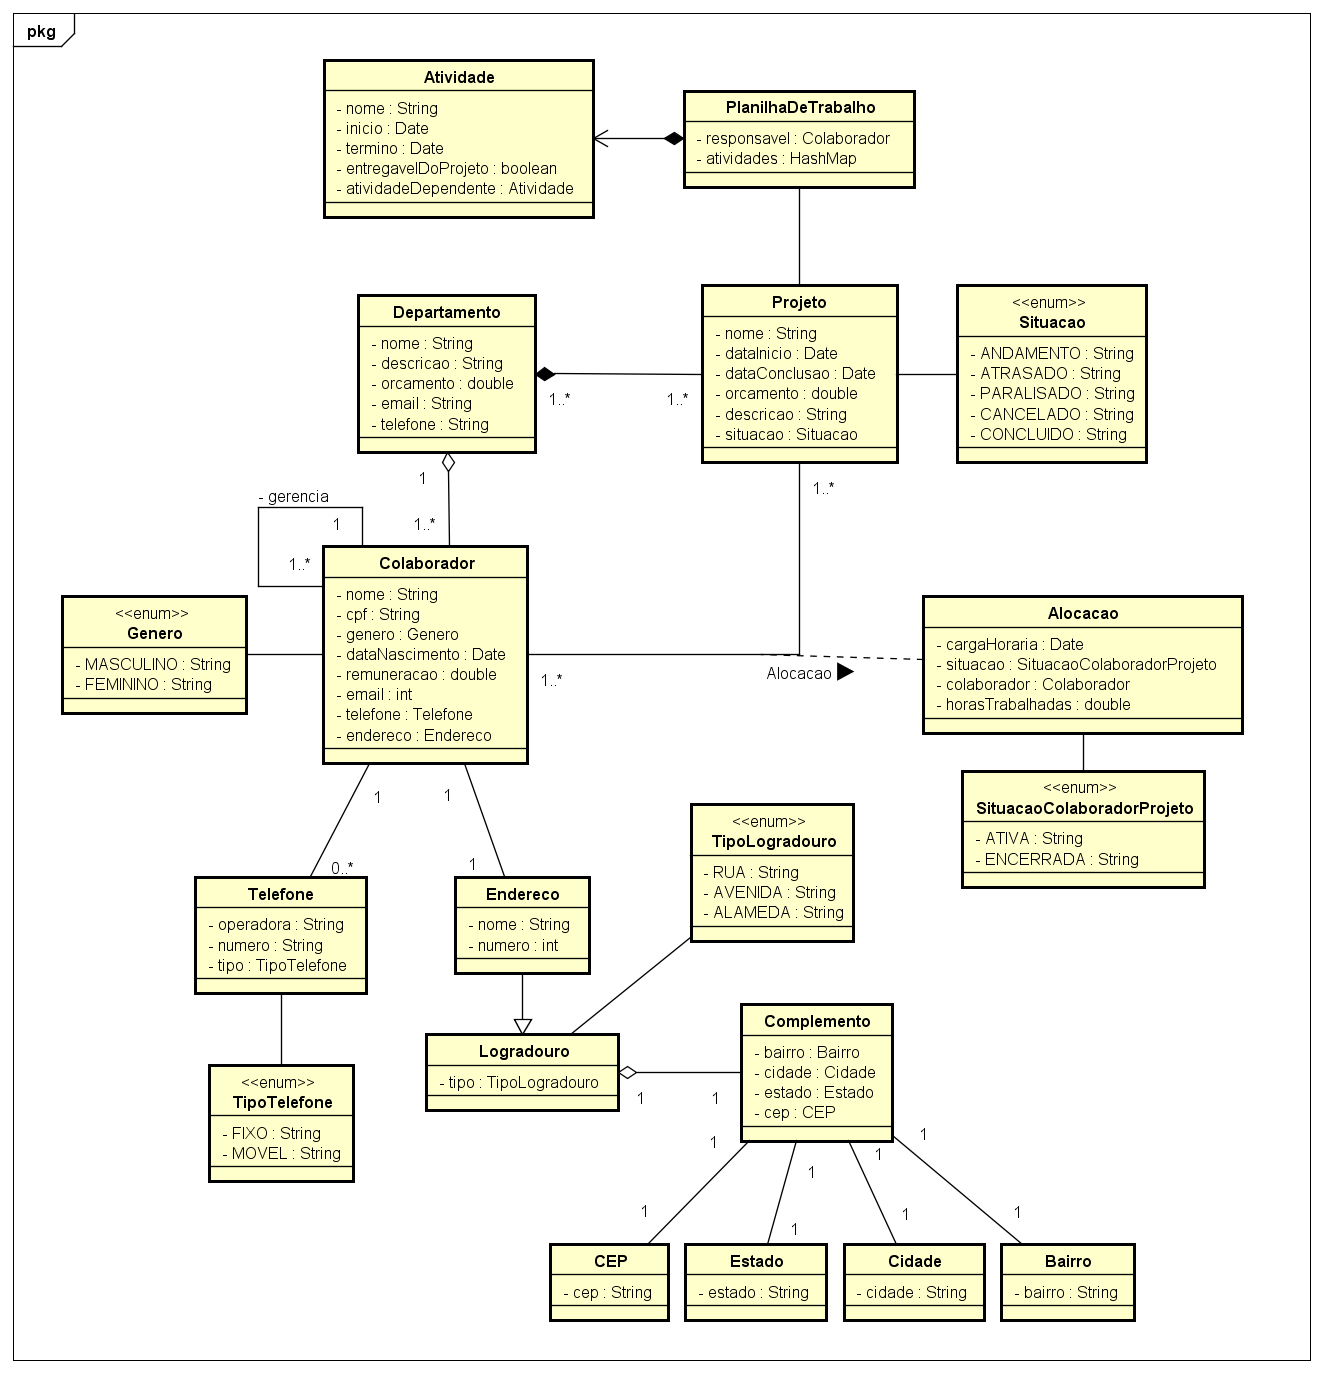 pkg
Atividade
- nome : String
- inicio : Date
- termino : Date
- entregavelDoProjeto : boolean
- atividadeDependente : Atividade
PlanilhaDeTrabalho
- responsavel : Colaborador
- atividades : HashMap
Departamento
- nome : String
- descricao : String
- orcamento : double
- email : String
- telefone : String
1..*
1..*
Projeto
- nome : String
- dataInicio : Date
- dataConclusao : Date
- orcamento : double
- descricao : String
- situacao : Situacao
<<enum>>
Situacao
- ANDAMENTO : String
- ATRASADO : String
- PARALISADO : String
- CANCELADO : String
- CONCLUIDO : String
1
1..*
1..*
- gerencia
1
1..*
Colaborador
- nome : String
- cpf : String
- genero : Genero
- dataNascimento : Date
- remuneracao : double
- email : int
- telefone : Telefone
- endereco : Endereco
<<enum>>
Genero
- MASCULINO : String
- FEMININO : String
1..*
Alocacao
Alocacao
- cargaHoraria : Date
- situacao : SituacaoColaboradorProjeto
- colaborador : Colaborador
- horasTrabalhadas : double
<<enum>>
SituacaoColaboradorProjeto
- ATIVA : String
- ENCERRADA : String
1
1
0..*
1
Telefone
- operadora : String
- numero : String
- tipo : TipoTelefone
Endereco
- nome : String
- numero : int
<<enum>>
TipoLogradouro
- RUA : String
- AVENIDA : String
- ALAMEDA : String
<<enum>>
TipoTelefone
- FIXO : String
- MOVEL : String
Logradouro
- tipo : TipoLogradouro
1
1
Complemento
- bairro : Bairro
- cidade : Cidade
- estado : Estado
- cep : CEP
1
1
1
1
1
1
1
1
CEP
- cep : String
Estado
- estado : String
Cidade
- cidade : String
Bairro
- bairro : String